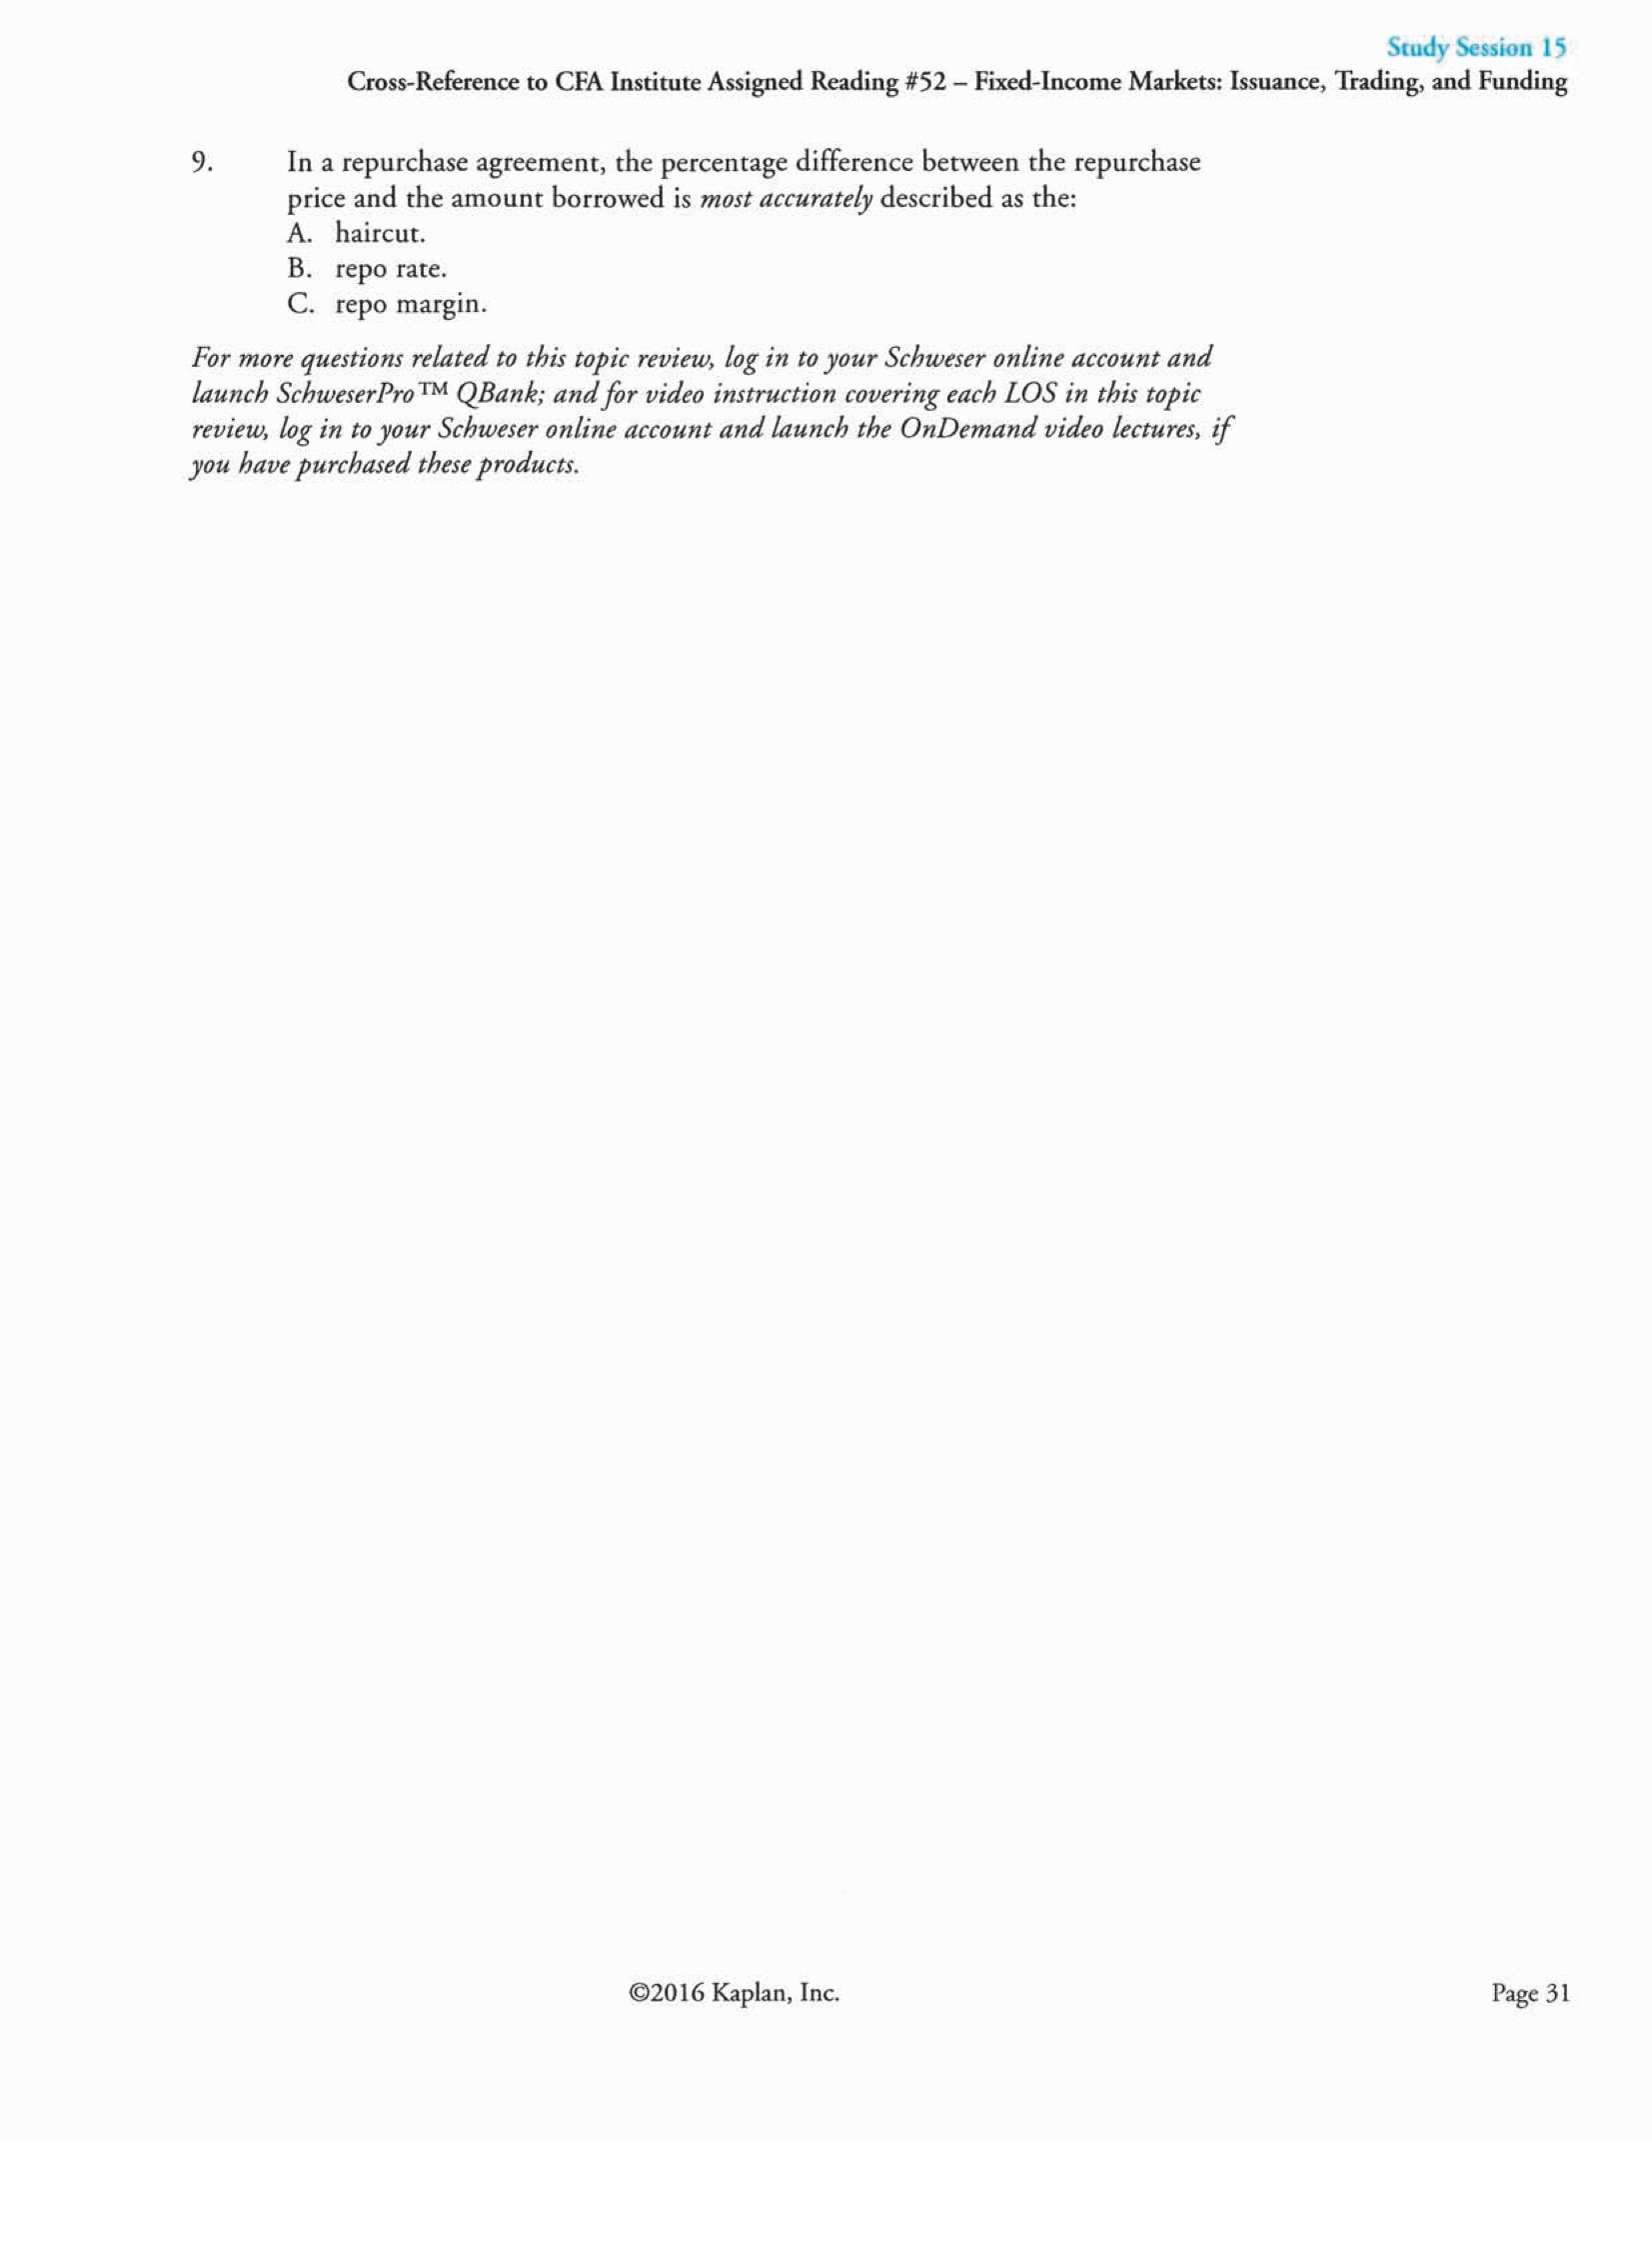 Study Session 15
Cross-Reference to CFA Institute Assigned Reading #52 – Fixed-Income Markets: Issuance, Trading, and Funding
9. In a repurchase agreement, the percentage difference between the repurchase
price and the amount borrowed is most accurately described as the:
A. haircut.
B. repo rate.
C. repo margin.
For more questions related to this topic review, log in to your Schweser online account and
launch SchweserPro™ QBank; and for video instruction covering each LOS in this topic
review, log in to your Schweser online account and launch the OnDemand video lectures, if
you have purchased these products.
©2016 Kaplan, Inc.
Page 31